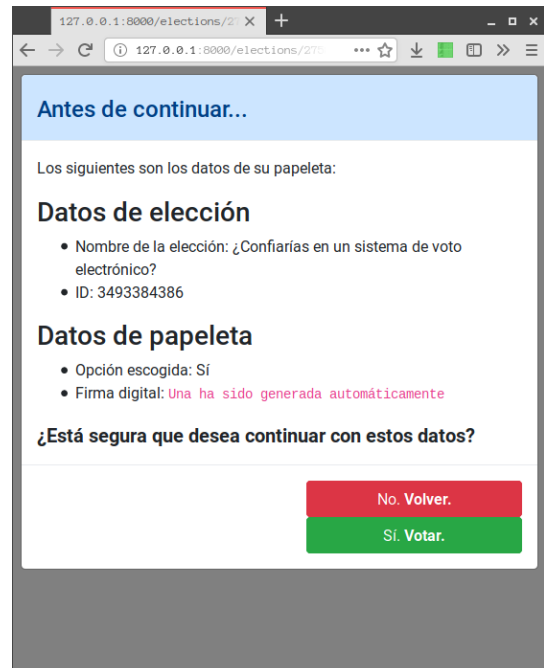 127.0.0.1:8000/elections/27
127.0.0.1:8000/elections/275
Antes de continuar...
Los siguientes son los datos de su papeleta:
Datos de elección
Nombre de la elección: ¿Confiarías en un sistema de voto
electrónico?
ID: 3493384386
Datos de papeleta
Opción escogida: Sí
Firma digital: Una ha sido generada automáticamente
¿Está segura que desea continuar con estos datos?
No. Volver.
Sí. Votar.